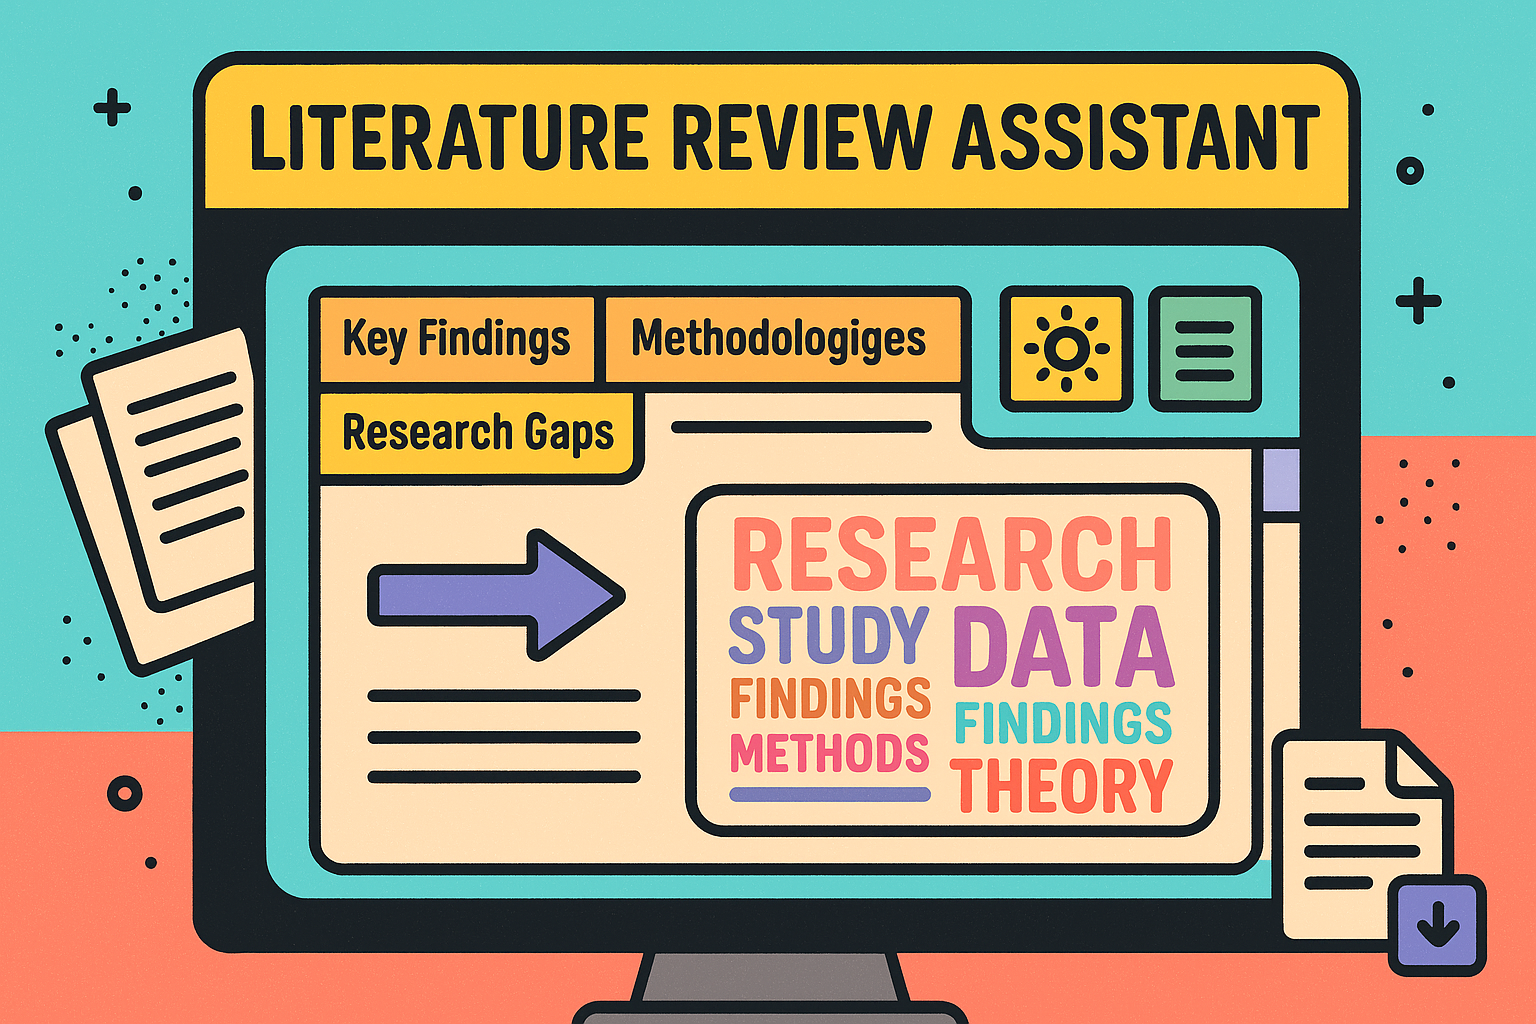 LITERATURE REVIEW ASSISTANT
Key Findings
Methodologiges
Research Gaps
RESEARCH
STUDY
DATA
FINDINGS
METHODS
FINDINGS
THEORY